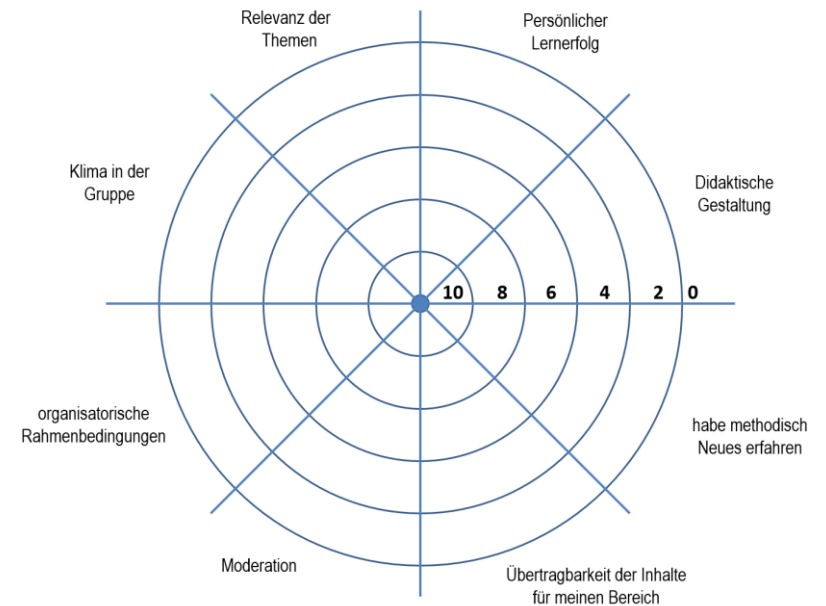 Relevanz der
Themen
Persönlicher
Lernerfolg
Klima in der
Gruppe
Didaktische
Gestaltung
10 8 6 4 2 0
organisatorische
Rahmenbedingungen
habe methodisch
Neues erfahren
Moderation
Übertragbarkeit der Inhalte
für meinen Bereich